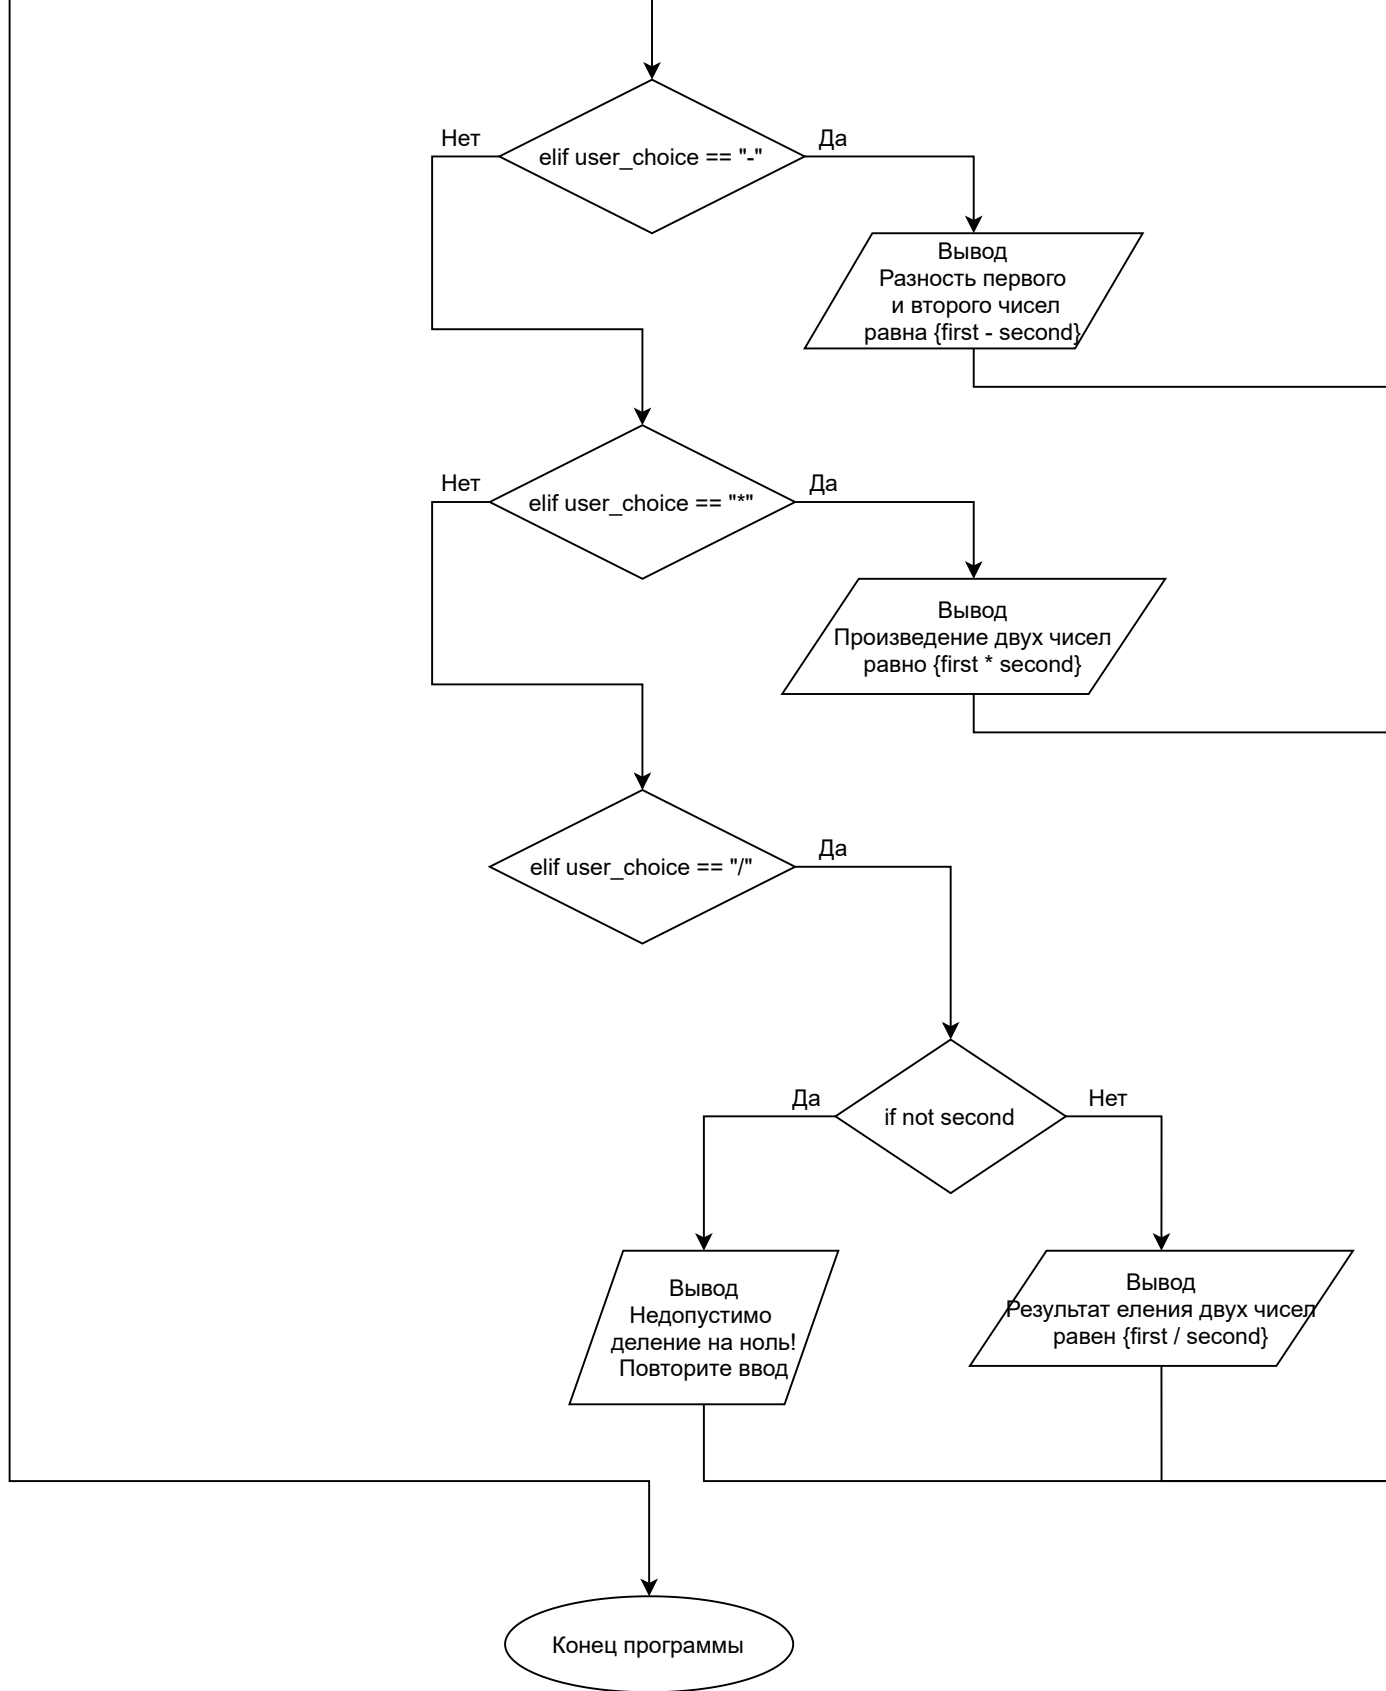 Нет
Да
elif user_choice == "-"
Вывод
Разность первого
и второго чисел
равна {first - second}
Нет
Да
elif user_choice == "*"
Вывод
Произведение двух чисел
равно {first * second}
Да
elif user_choice == "/"
Да
Нет
if not second
Вывод
Недопустимо
деление на ноль!
Повторите ввод
Вывод
Результат еления двух чисел
равен {first / second}
Конец программы